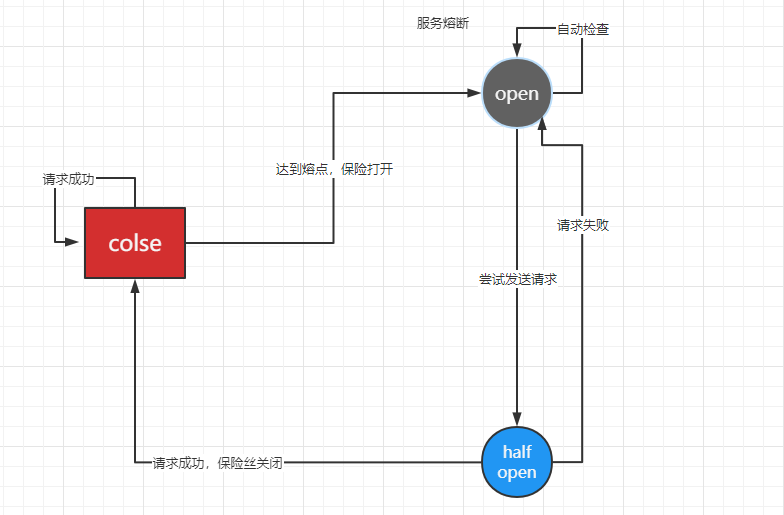 服务熔断
自动检查
open
达到熔点，保险打开
请求成功
colse
请求失败
尝试发送请求
half
open
请求成功，保险丝关闭